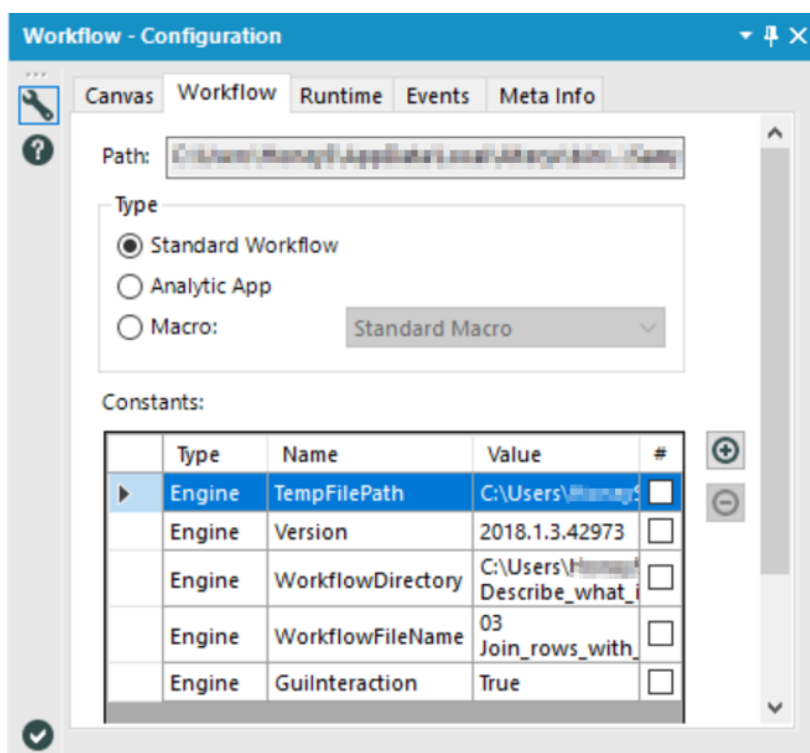 Workflow - Configuration
Canvas Workflow Runtime Events Meta Info
Path:
Type
Standard Workflow
Analytic App
Macro: Standard Macro
Constants:
Type Name Value #
Engine TempFilePath C:\Users\
Engine Version 2018.1.3.42973
Engine WorkflowDirectory C:\Users\
Describe_what_i
Engine WorkflowFileName 03
Join_rows_with_
Engine GuiInteraction True